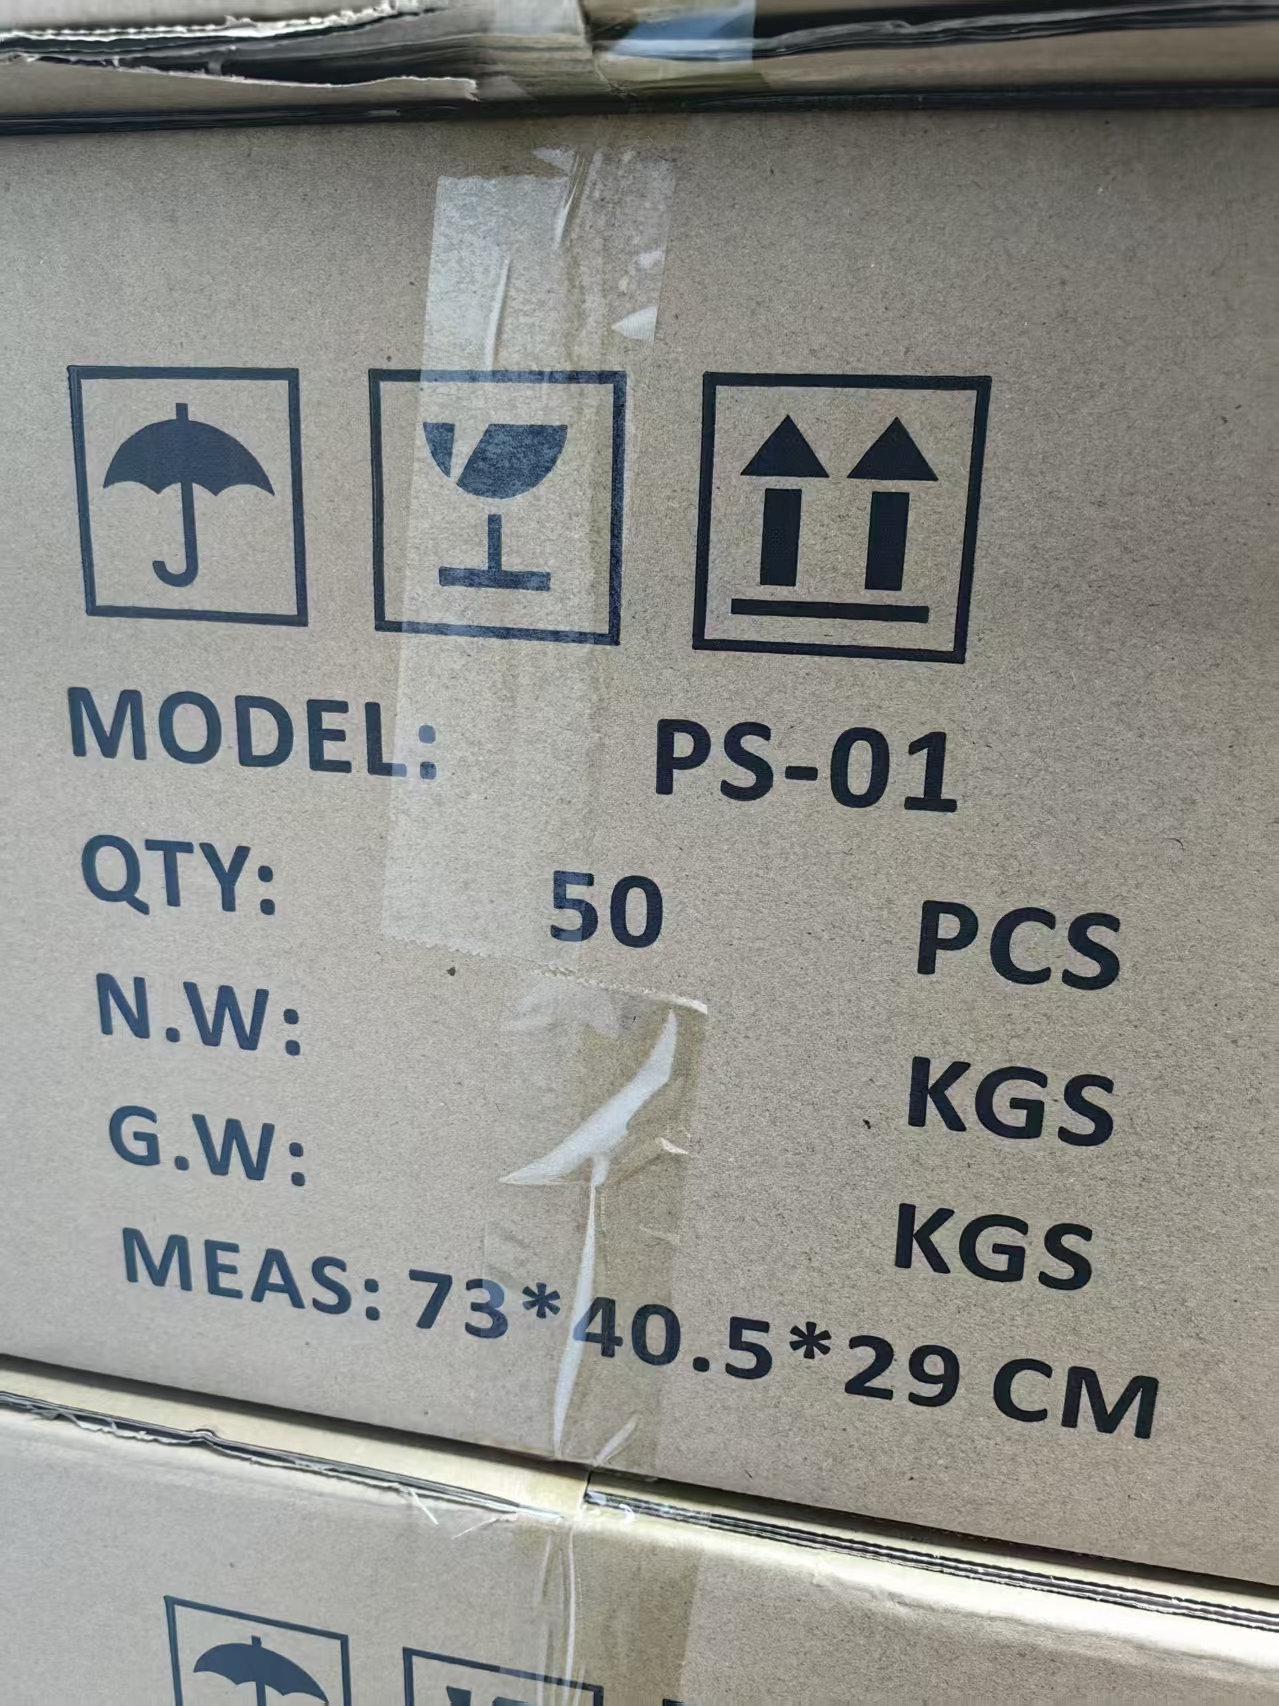 MODEL: PS-01
QTY: 50 PCS
N.W: KGS
G.W: KGS
MEAS: 73*40.5*29 CM